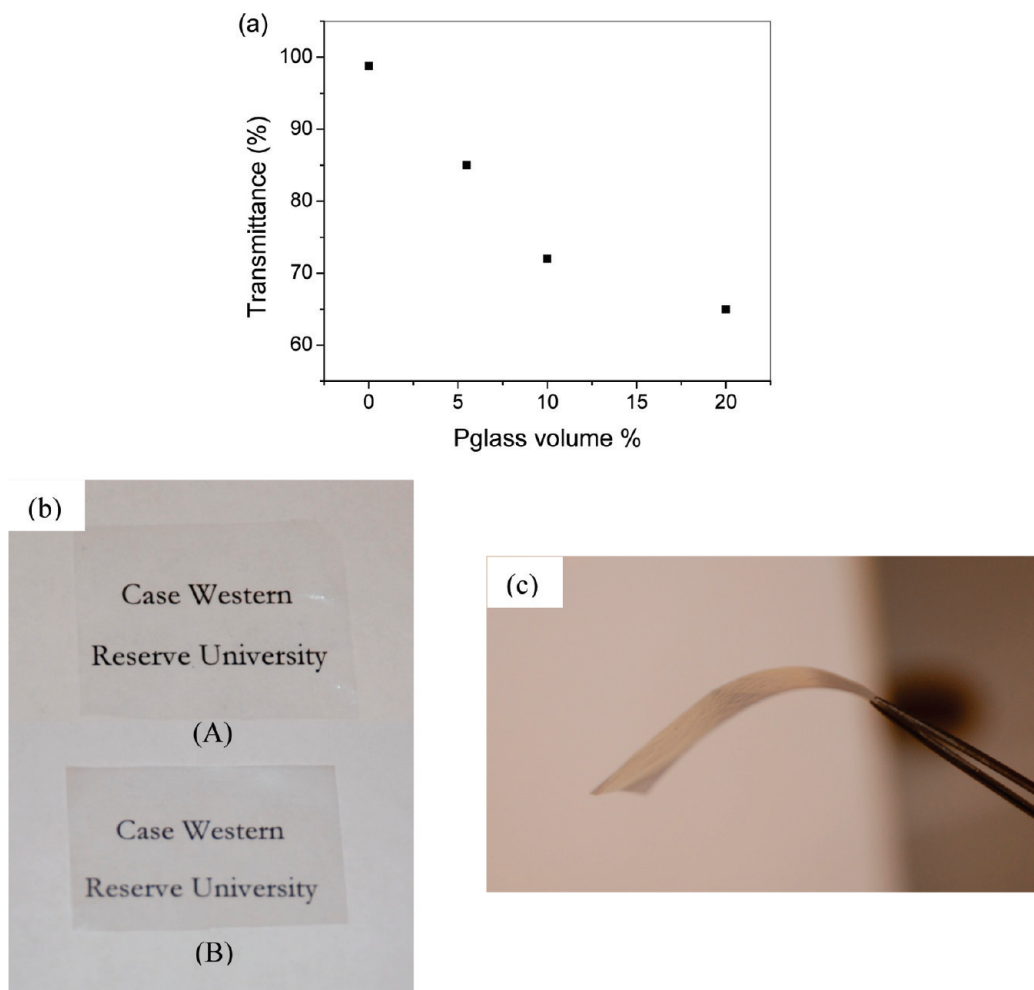 (a)
100
90
80
70
60
Transmittance (%)
0 5 10 15 20
Pglass volume %
(b)
Case Western
Reserve University
(A)
Case Western
Reserve University
(B)
(c)